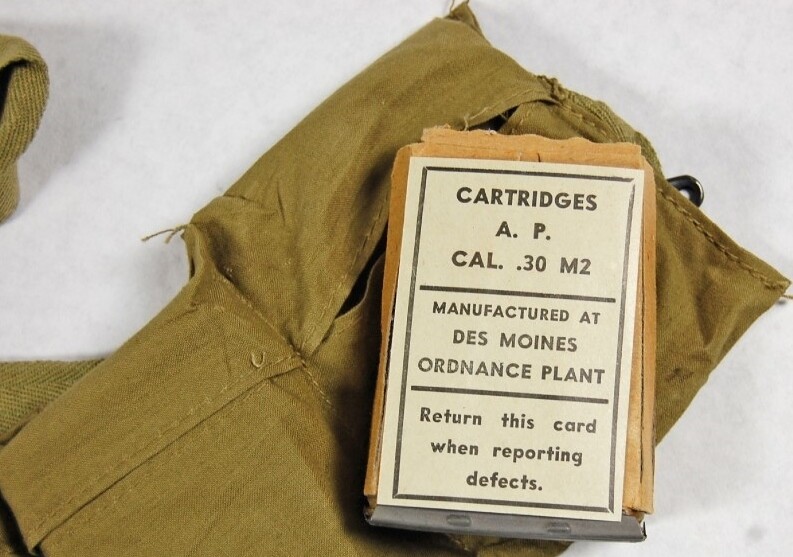 CARTRIDGES
A. P.
CAL. .30 M2
MANUFACTURED AT
DES MOINES
ORDNANCE PLANT
Return this card
when reporting
defects.